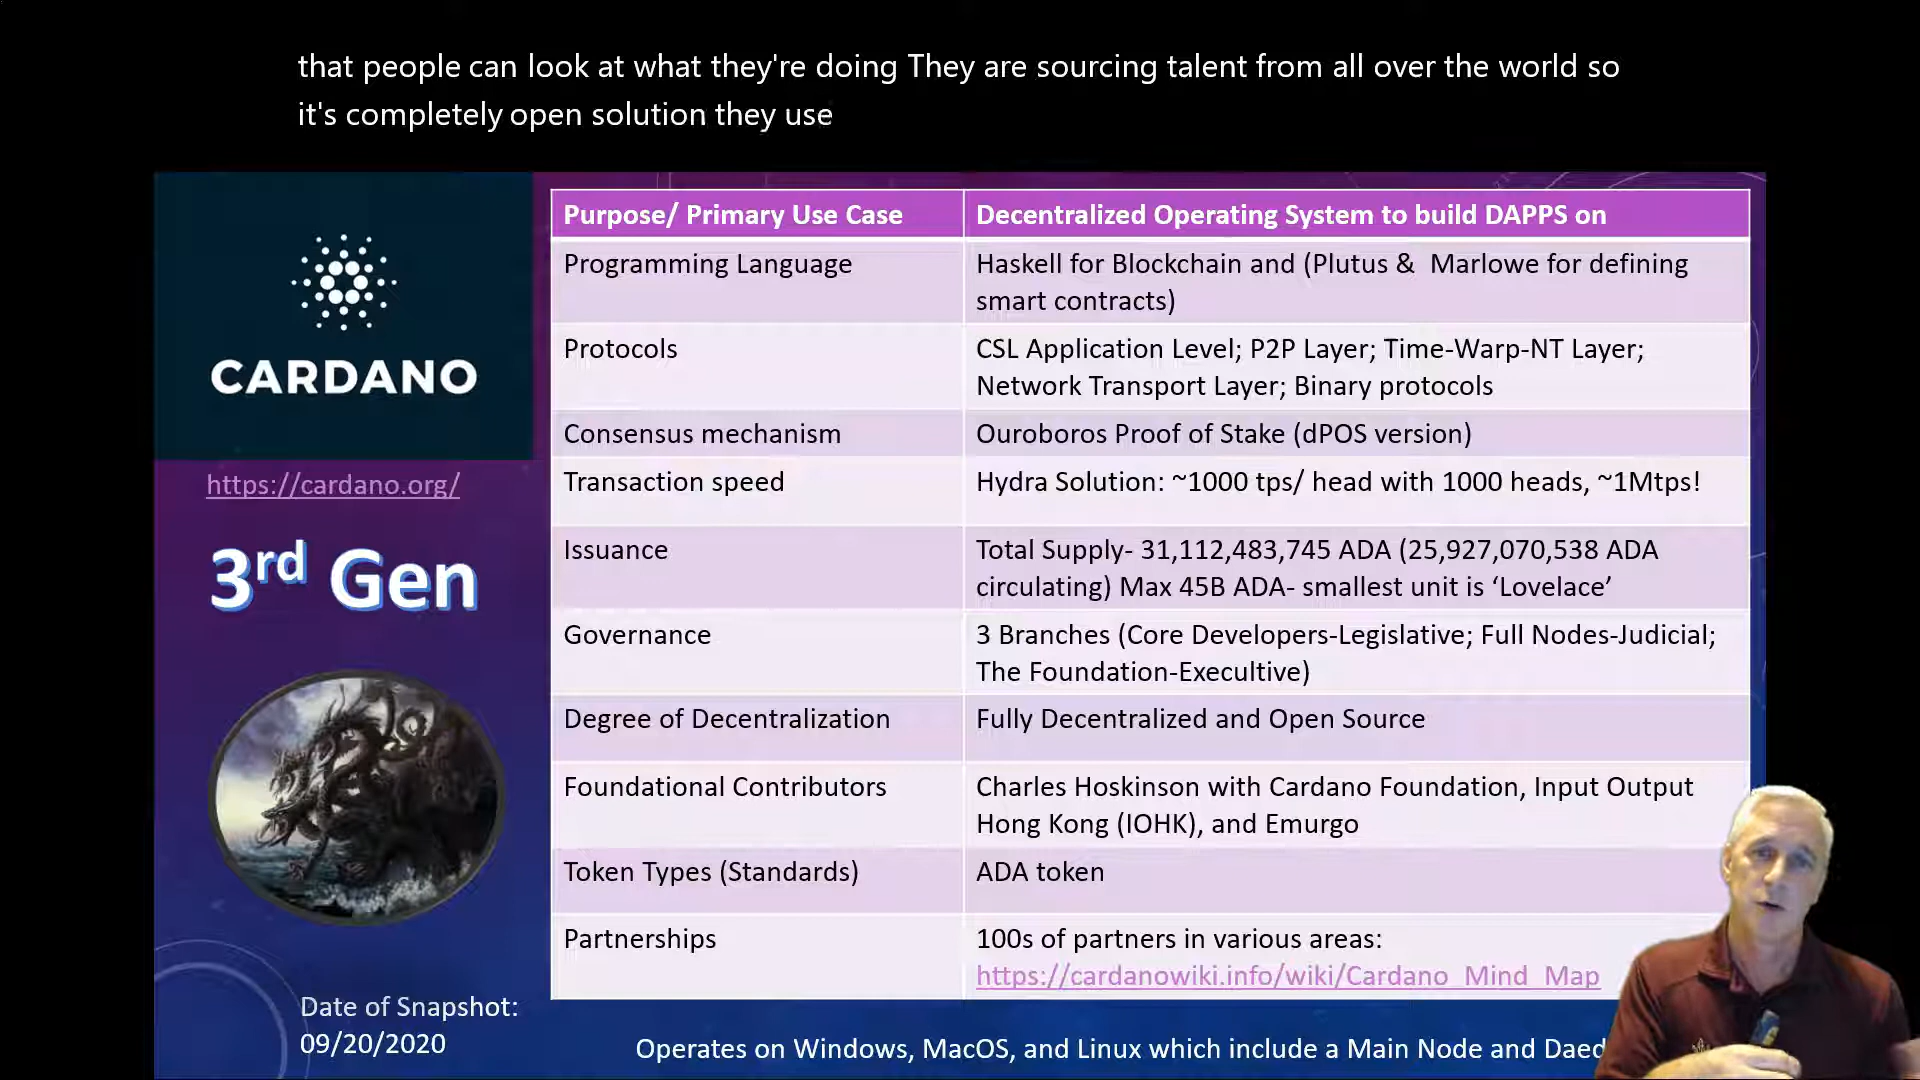 that people can look at what they're doing They are sourcing talent from all over the world so
it's completely open solution they use
CARDANO
https://cardano.org/
3rd Gen
Date of Snapshot:
09/20/2020
Purpose/ Primary Use Case
Decentralized Operating System to build DAPPS on
Programming Language
Haskell for Blockchain and (Plutus & Marlowe for defining
smart contracts)
Protocols
CSL Application Level; P2P Layer; Time-Warp-NT Layer;
Network Transport Layer; Binary protocols
Consensus mechanism
Ouroboros Proof of Stake (dPOS version)
Transaction speed
Hydra Solution: ~1000 tps/ head with 1000 heads, ~1Mtps!
Issuance
Total Supply- 31,112,483,745 ADA (25,927,070,538 ADA
circulating) Max 45B ADA- smallest unit is ‘Lovelace’
Governance
3 Branches (Core Developers-Legislative; Full Nodes-Judicial;
The Foundation-Execultive)
Degree of Decentralization
Fully Decentralized and Open Source
Foundational Contributors
Charles Hoskinson with Cardano Foundation, Input Output
Hong Kong (IOHK), and Emurgo
Token Types (Standards)
ADA token
Partnerships
100s of partners in various areas:
https://cardanowiki.info/wiki/Cardano_Mind_Map
Operates on Windows, MacOS, and Linux which include a Main Node and Daed